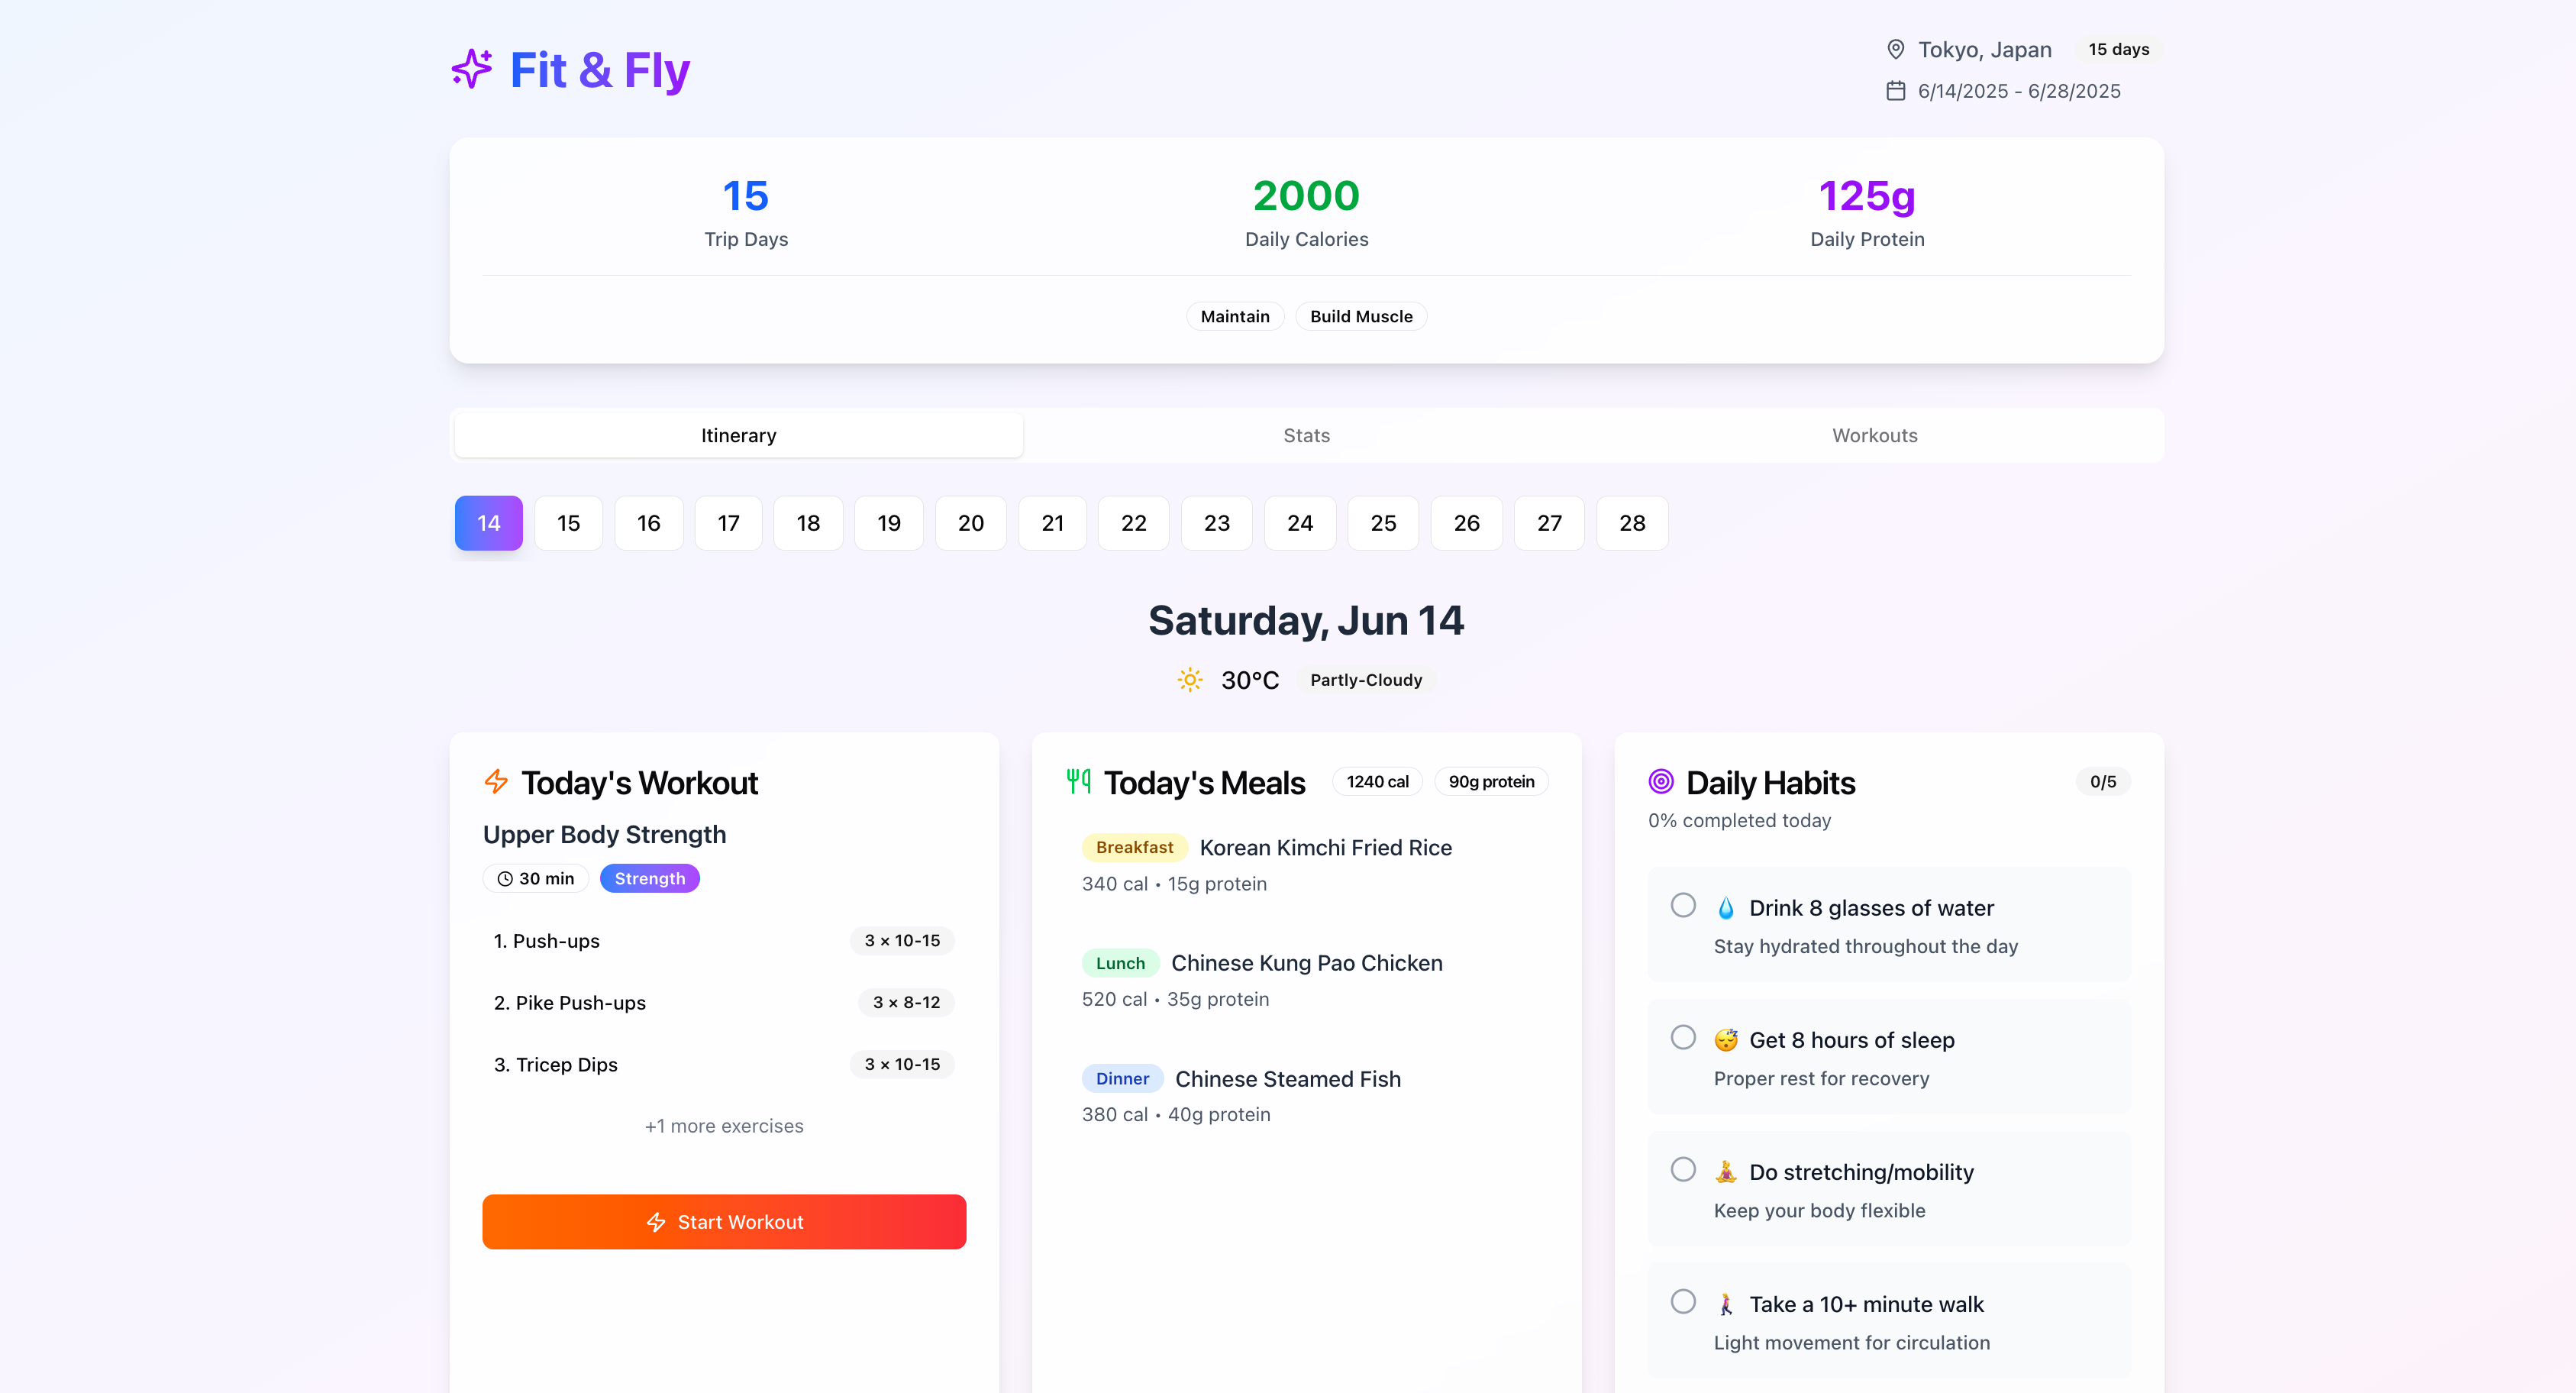 Fit & Fly
Tokyo, Japan 15 days
6/14/2025 - 6/28/2025
15
Trip Days
2000
Daily Calories
125g
Daily Protein
Maintain Build Muscle
Itinerary Stats Workouts
14 15 16 17 18 19 20 21 22 23 24 25 26 27 28
Saturday, Jun 14
30°C Partly-Cloudy
Today's Workout
Upper Body Strength
30 min Strength
1. Push-ups 3 × 10-15
2. Pike Push-ups 3 × 8-12
3. Tricep Dips 3 × 10-15
+1 more exercises
Start Workout
Today's Meals 1240 cal 90g protein
Breakfast Korean Kimchi Fried Rice
340 cal • 15g protein
Lunch Chinese Kung Pao Chicken
520 cal • 35g protein
Dinner Chinese Steamed Fish
380 cal • 40g protein
Daily Habits 0/5
0% completed today
💧 Drink 8 glasses of water
Stay hydrated throughout the day
😴 Get 8 hours of sleep
Proper rest for recovery
🧘 Do stretching/mobility
Keep your body flexible
🚶 Take a 10+ minute walk
Light movement for circulation